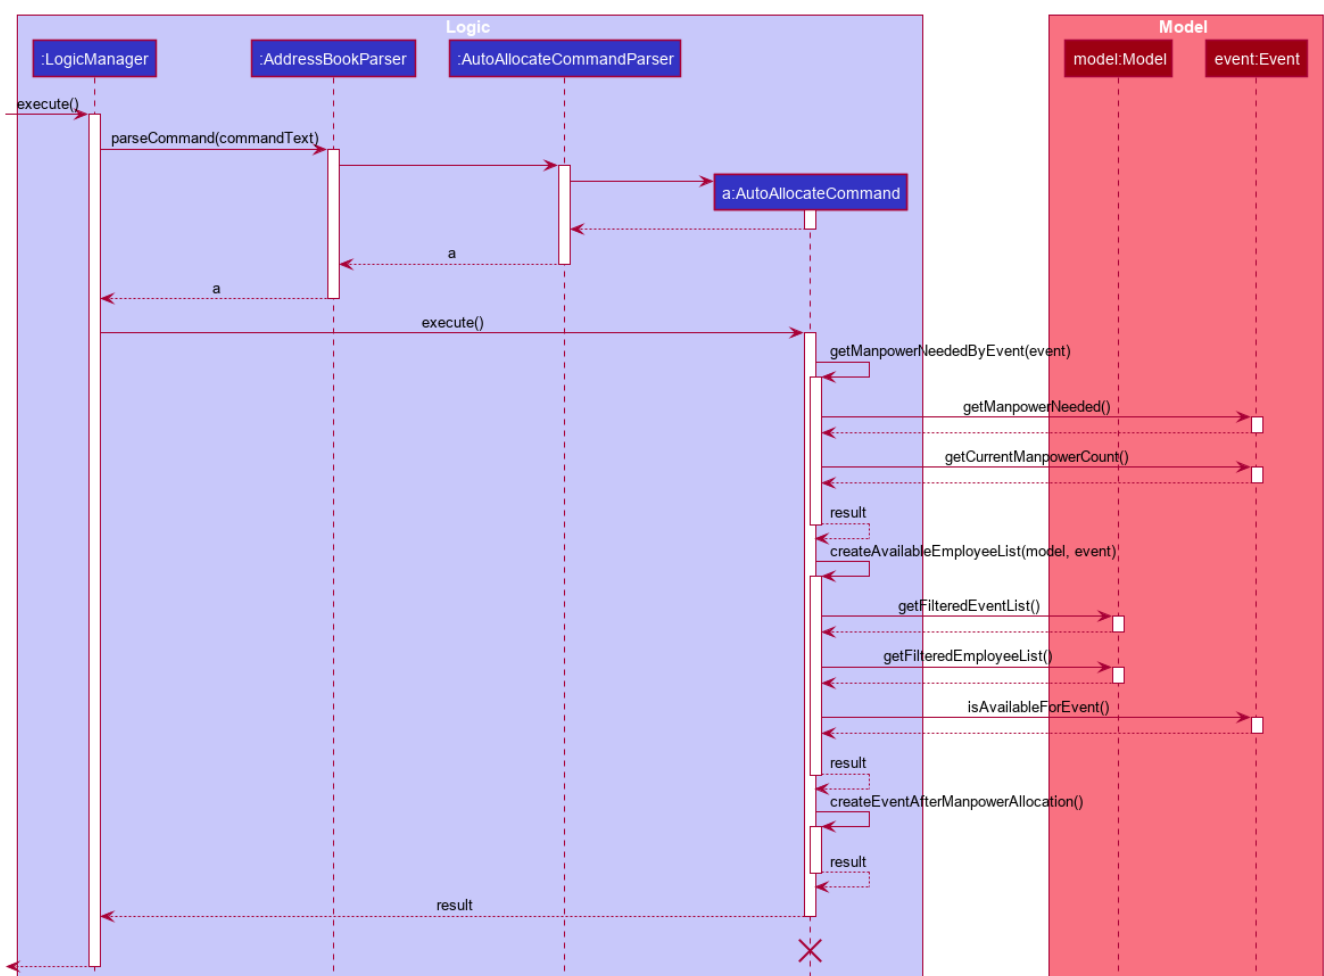 Logic
Model
:LogicManager
:AddressBookParser
:AutoAllocateCommandParser
model:Model
event:Event
execute()
parseCommand(commandText)
a:AutoAllocateCommand
a
a
execute()
getManpowerNeededByEvent(event)
getManpowerNeeded()
getCurrentManpowerCount()
result
createAvailableEmployeeList(model, event)
getFilteredEventList()
getFilteredEmployeeList()
isAvailableForEvent()
result
createEventAfterManpowerAllocation()
result
result